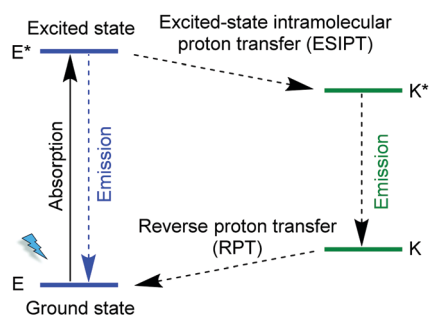 Excited state
E*
Excited-state intramolecular
proton transfer (ESIPT)
K*
Absorption
Emission
Emission
Reverse proton transfer
(RPT)
K
E
Ground state